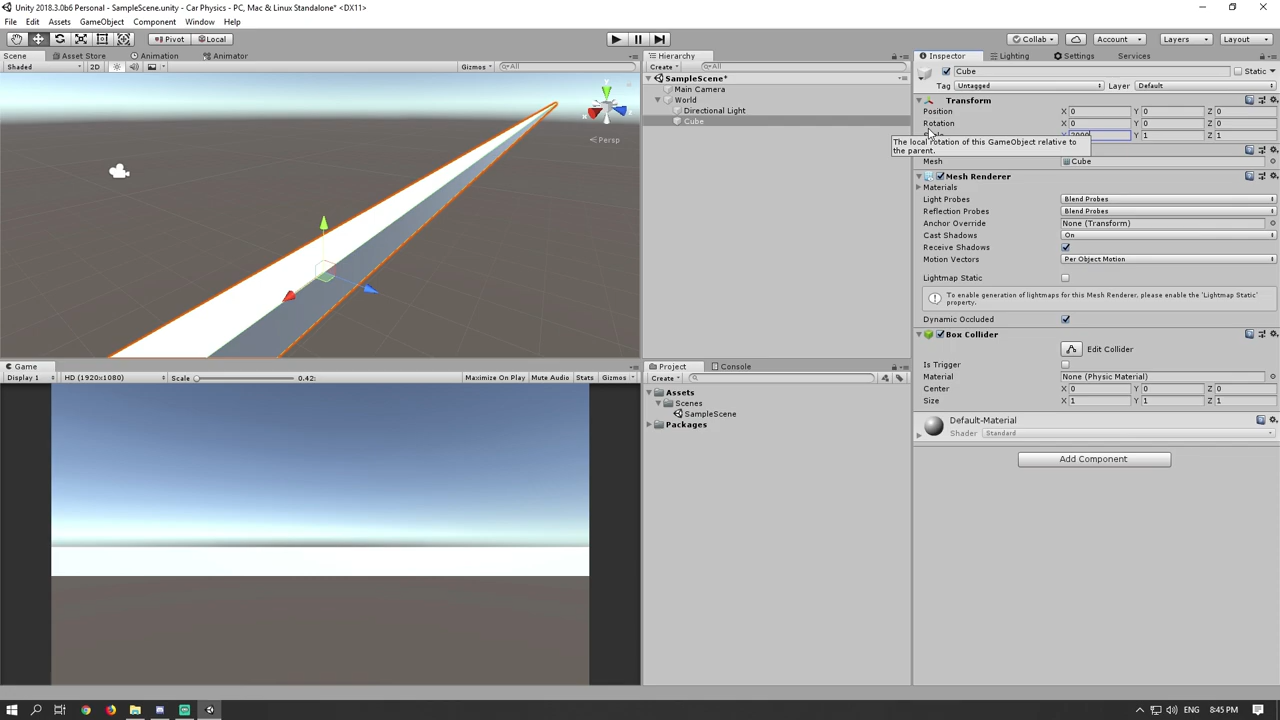 Unity 2018.3.0b6 Personal - SampleScene.unity - Car Physics - PC, Mac & Linux Standalone* <DX11>
File Edit Assets GameObject Component Window Help
Pivot Local Collab Account Layers Layout
Scene Asset Store Animation Animator
Shaded 2D Gizmos All
y
x
Persp
Hierarchy
Create All
SampleScene*
Main Camera
World
Directional Light
Cube
Game
Display 1 HD (1920x1080) Scale 0.42: Maximize On Play Mute Audio Stats Gizmos
Project Console
Create
Assets
Scenes
SampleScene
Packages
Inspector Lighting Settings Services
Cube Static
Tag Untagged Layer Default
Transform
Position X 0 Y 0 Z 0
Rotation X 0 Y 0 Z 0
Y 1 Z 1
The local rotation of this GameObject relative to
the parent.
Mesh Cube
Mesh Renderer
Materials
Light Probes Blend Probes
Reflection Probes Blend Probes
Anchor Override None (Transform)
Cast Shadows On
Receive Shadows
Motion Vectors Per Object Motion
Lightmap Static
To enable generation of lightmaps for this Mesh Renderer, please enable the 'Lightmap Static'
property.
Dynamic Occluded
Box Collider
Edit Collider
Is Trigger
Material None (Physic Material)
Center X 0 Y 0 Z 0
Size X 1 Y 1 Z 1
Default-Material
Shader Standard
Add Component
8:45 PM